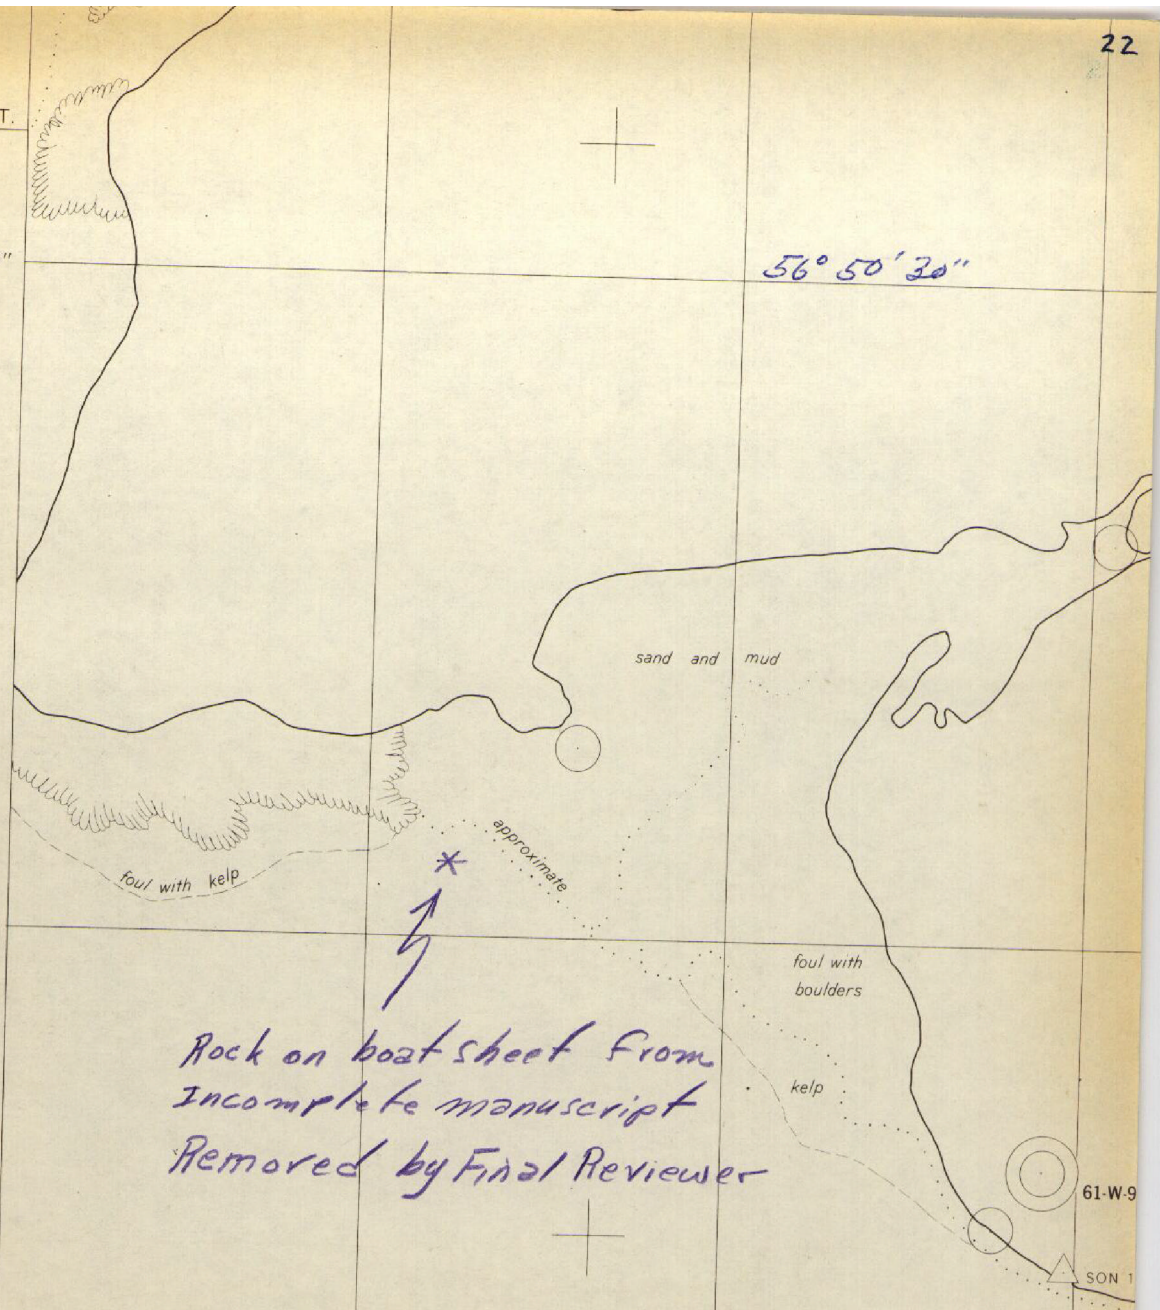 22
T.
"
56° 50' 30"
sand and mud
approximate
foul with kelp
foul with
boulders
Rock on boat sheet from
Incomplete manuscript
Removed by Final Reviewer
kelp
61-W-9
SON 1